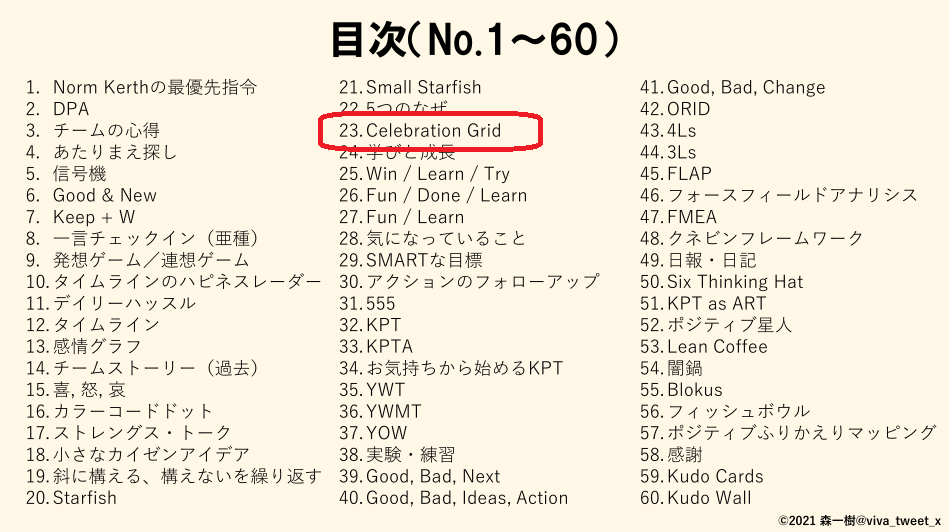 目次(No.1～60)
1. Norm Kerthの最優先指令
2. DPA
3. チームの心得
4. あたりまえ探し
5. 信号機
6. Good & New
7. Keep + W
8. 一言チェックイン（亜種）
9. 発想ゲーム／連想ゲーム
10. タイムラインのハピネスレーダー
11. デイリーハッスル
12. タイムライン
13. 感情グラフ
14. チームストーリー（過去）
15. 喜, 怒, 哀
16. カラーコードドット
17. ストレングス・トーク
18. 小さなカイゼンアイデア
19. 斜に構える、構えないを繰り返す
20. Starfish
21. Small Starfish
22. 5つのなぜ
23. Celebration Grid
24. 学びと成長
25. Win / Learn / Try
26. Fun / Done / Learn
27. Fun / Learn
28. 気になっていること
29. SMARTな目標
30. アクションのフォローアップ
31. 555
32. KPT
33. KPTA
34. お気持ちから始めるKPT
35. YWT
36. YWMT
37. YOW
38. 実験・練習
39. Good, Bad, Next
40. Good, Bad, Ideas, Action
41. Good, Bad, Change
42. ORID
43. 4Ls
44. 3Ls
45. FLAP
46. フォースフィールドアナリシス
47. FMEA
48. クネビンフレームワーク
49. 日報・日記
50. Six Thinking Hat
51. KPT as ART
52. ポジティブ星人
53. Lean Coffee
54. 闇鍋
55. Blokus
56. フィッシュボウル
57. ポジティブふりかえりマッピング
58. 感謝
59. Kudo Cards
60. Kudo Wall
©2021 森一樹@viva_tweet_x